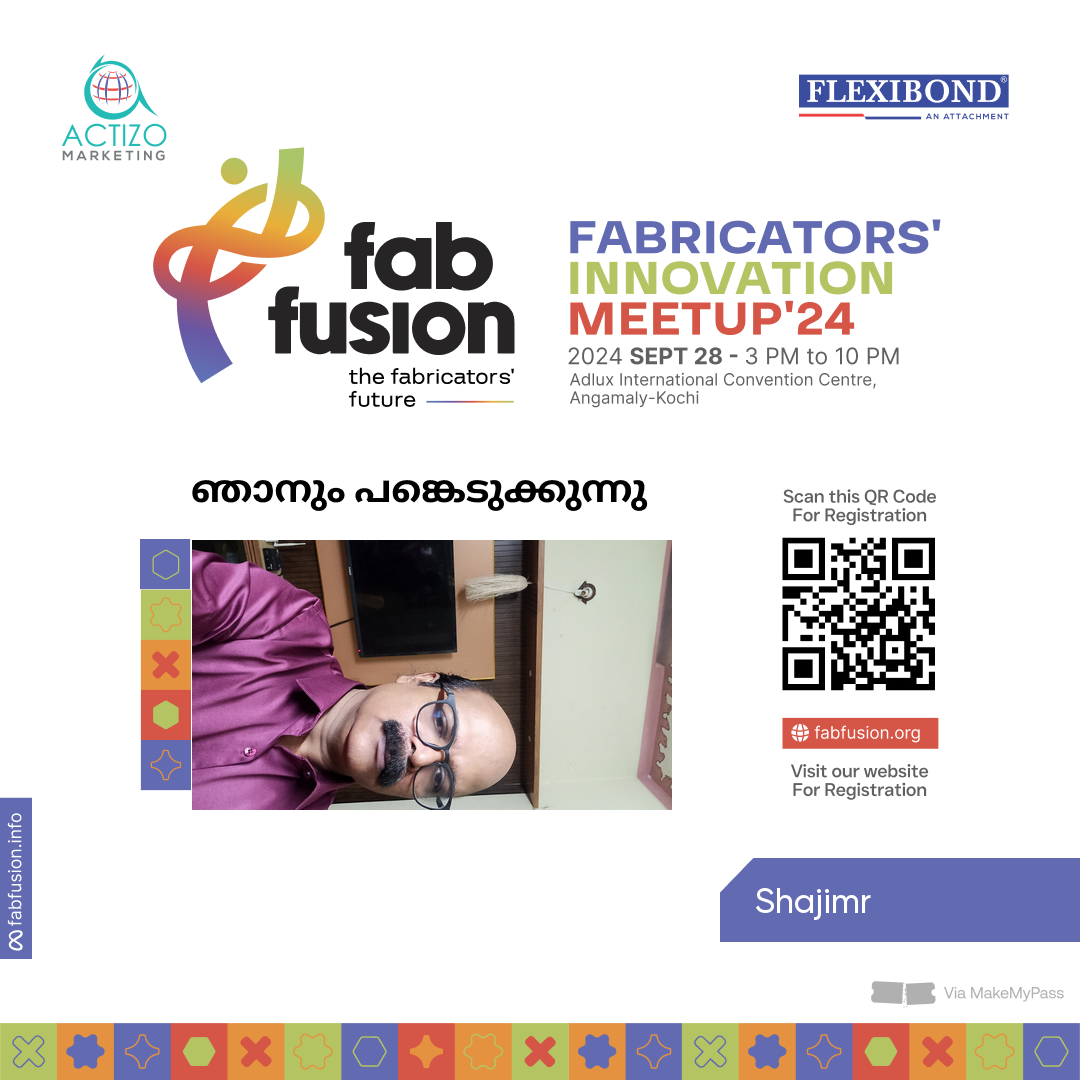 ACTIZO
MARKETING
FLEXIBOND®
AN ATTACHMENT
fab
fusion
the fabricators'
future
FABRICATORS'
INNOVATION
MEETUP'24
2024 SEPT 28 - 3 PM to 10 PM
Adlux International Convention Centre,
Angamaly-Kochi
ഞാനും പങ്കെടുക്കുന്നു
Scan this QR Code
For Registration
fabfusion.org
Visit our website
For Registration
fabfusion.info
Shajimr
Via MakeMyPass